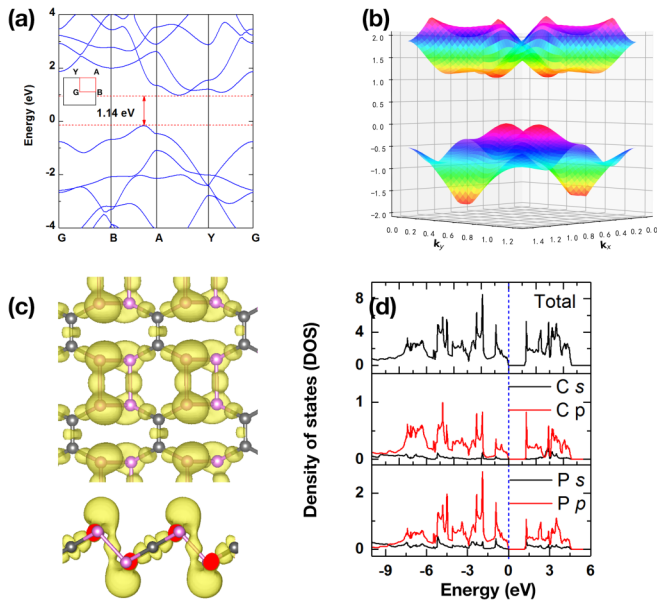 (a)
4
2
0
-2
-4
Energy (eV)
Y A
G B
1.14 eV
G B A Y G
(b)
2.0
1.5
1.0
0.5
0.0
-0.5
-1.0
-1.5
-2.0
0.0 0.2 0.4 0.6 0.8 1.0 1.2
ky
1.4 1.2 1.0 0.8 0.6 0.4 0.2 0.0
kx
(c)
(d)
Density of states (DOS)
Total
8
4
0
C s
C p
2
1
0
P s
P p
2
1
0
-9 -6 -3 0 3 6
Energy (eV)